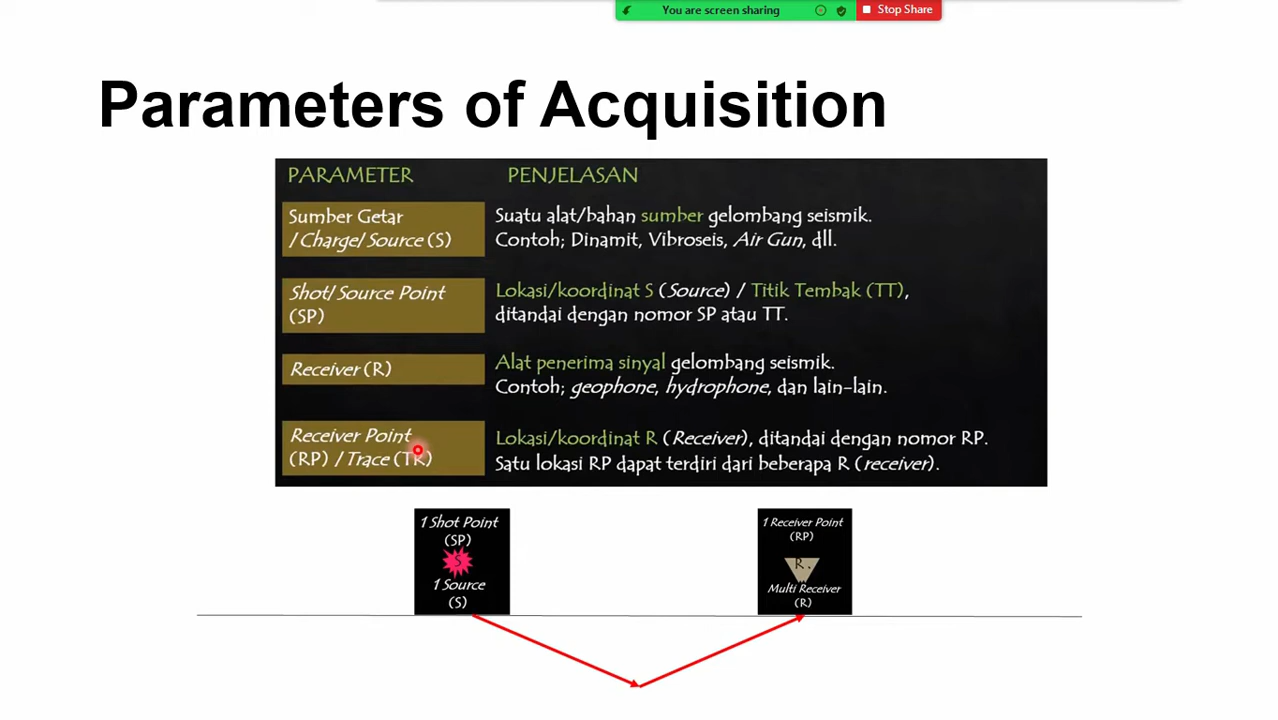 You are screen sharing
Stop Share
Parameters of Acquisition
PARAMETER PENJELASAN
Sumber Getar
/ Charge/ Source (S)
Suatu alat/bahan sumber gelombang seismik.
Contoh; Dinamit, Vibroseis, Air Gun, dll.
Shot/ Source Point
(SP)
Lokasi/koordinat S (Source) / Titik Tembak (TT),
ditandai dengan nomor SP atau TT.
Receiver (R)
Alat penerima sinyal gelombang seismik.
Contoh; geophone, hydrophone, dan lain-lain.
Receiver Point
(RP) / Trace (TR)
Lokasi/koordinat R (Receiver), ditandai dengan nomor RP.
Satu lokasi RP dapat terdiri dari beberapa R (receiver).
1 Shot Point
(SP)
S
1 Source
(S)
1 Receiver Point
(RP)
R .
Multi Receiver
(R)